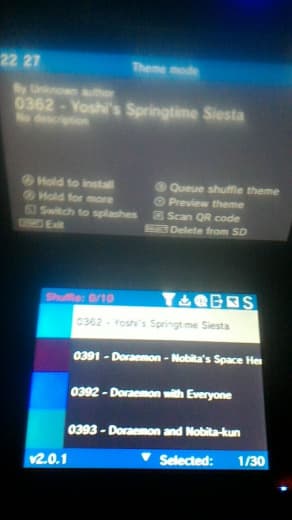 22 27
Theme mode
By Unknown author
0362 - Yoshi's Springtime Siesta
No description
Ⓐ Hold to install
Ⓧ Hold for more
Switch to splashes
Exit
Queue shuffle theme
Ⓨ Preview theme
Scan QR code
Delete from SD
Shuffle: 0/10
S
0362 - Yoshi's Springtime Siesta
0391 - Doraemon - Nobita's Space
0392 - Doraemon with Everyone
0393 - Doraemon and Nobita-kun
v2.0.1
Selected: 1/30